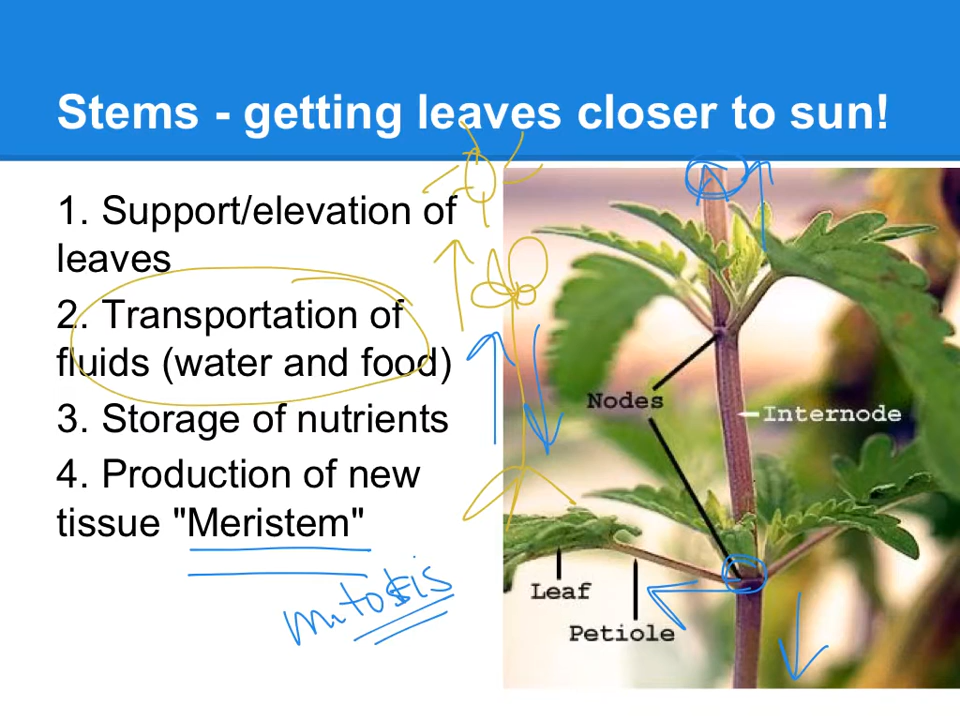 Stems - getting leaves closer to sun!
1. Support/elevation of
leaves
2. Transportation of
fluids (water and food)
3. Storage of nutrients
4. Production of new
tissue "Meristem"
mitosis
Nodes
Internode
Leaf
Petiole